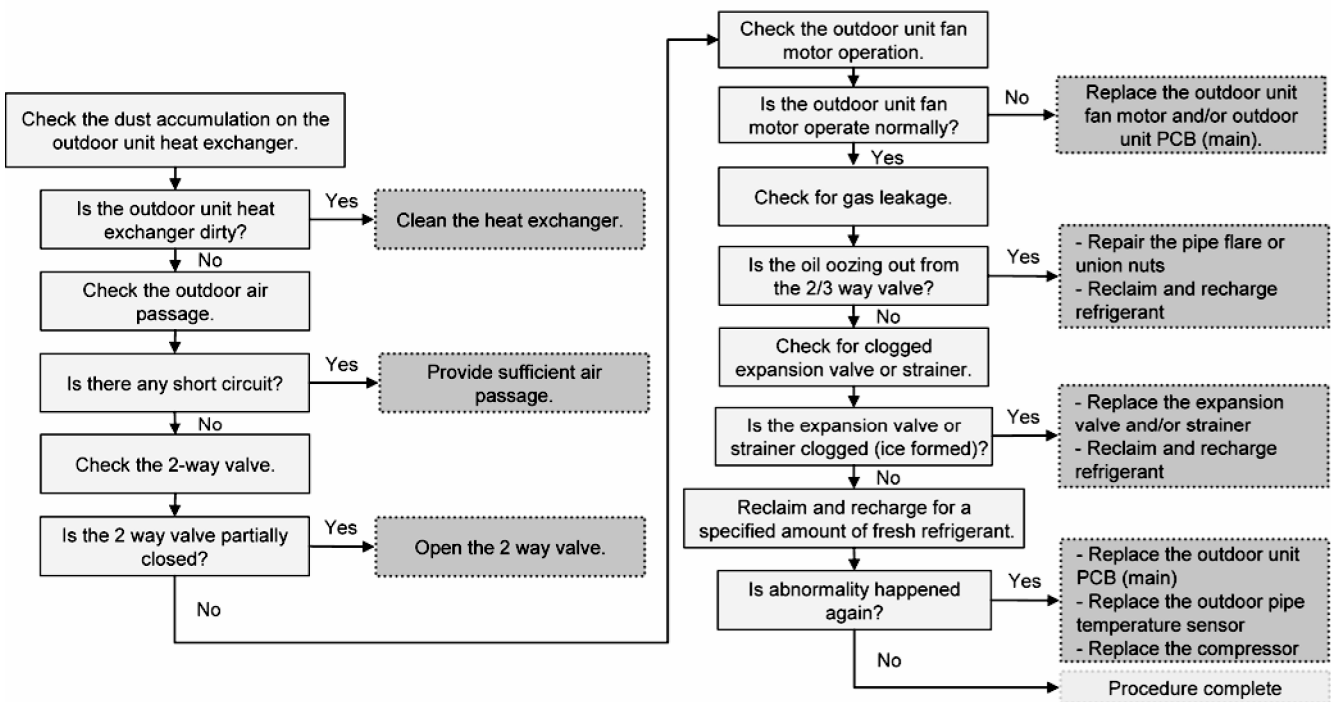 Check the dust accumulation on the
outdoor unit heat exchanger.
Is the outdoor unit heat
exchanger dirty?
Yes
Clean the heat exchanger.
No
Check the outdoor air
passage.
Is there any short circuit?
Yes
Provide sufficient air
passage.
No
Check the 2-way valve.
Is the 2 way valve partially
closed?
Yes
Open the 2 way valve.
No
Check the outdoor unit fan
motor operation.
Is the outdoor unit fan
motor operate normally?
No
Replace the outdoor unit
fan motor and/or outdoor
unit PCB (main).
Yes
Check for gas leakage.
Is the oil oozing out from
the 2/3 way valve?
Yes
- Repair the pipe flare or
union nuts
- Reclaim and recharge
refrigerant
No
Check for clogged
expansion valve or strainer.
Is the expansion valve or
strainer clogged (ice formed)?
Yes
- Replace the expansion
valve and/or strainer
- Reclaim and recharge
refrigerant
No
Reclaim and recharge for a
specified amount of fresh refrigerant.
Is abnormality happened
again?
Yes
- Replace the outdoor unit
PCB (main)
- Replace the outdoor pipe
temperature sensor
- Replace the compressor
No
Procedure complete